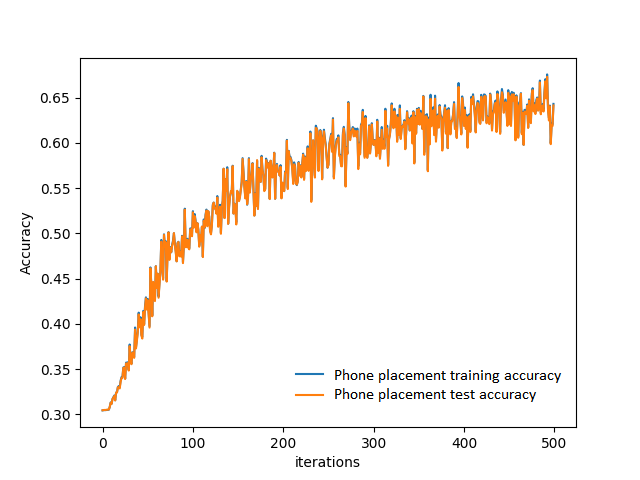 0.65
0.60
0.55
0.50
0.45
0.40
0.35
0.30
Accuracy
Phone placement training accuracy
Phone placement test accuracy
0 100 200 300 400 500
iterations